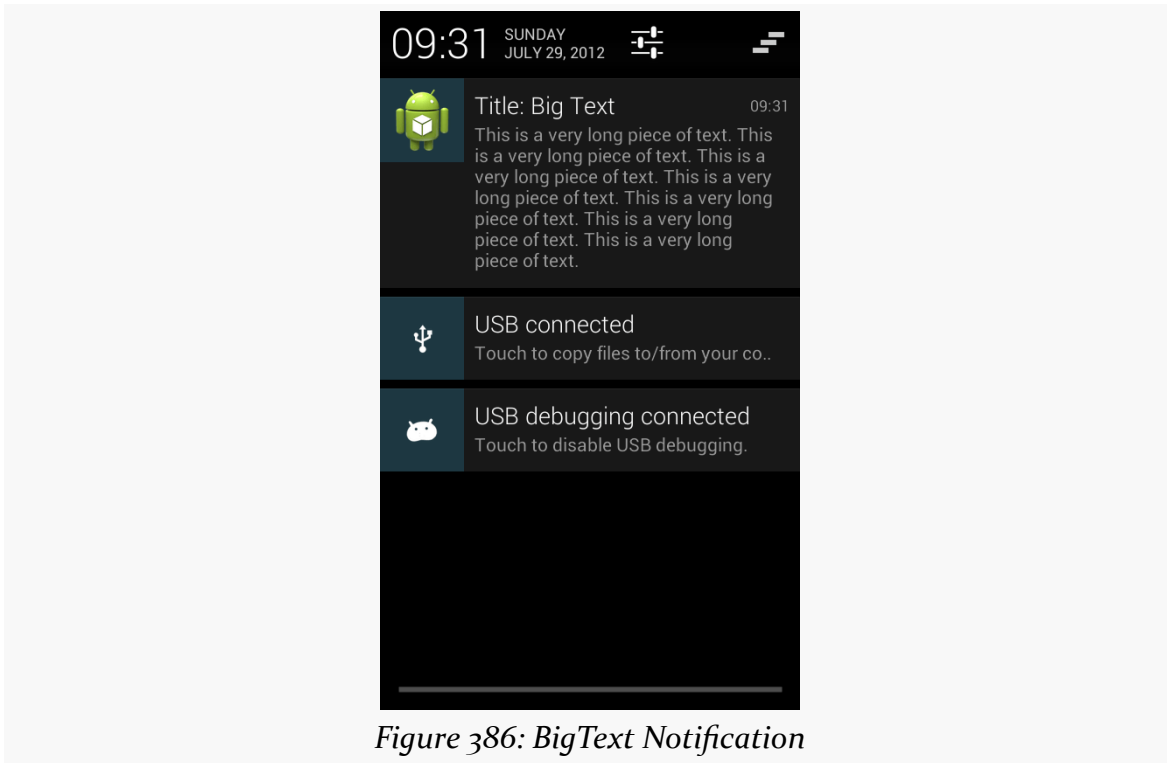 09:31 SUNDAY
JULY 29, 2012
Title: Big Text 09:31
This is a very long piece of text. This
is a very long piece of text. This is a
very long piece of text. This is a very
long piece of text. This is a very long
piece of text. This is a very long
piece of text. This is a very long
piece of text.
USB connected
Touch to copy files to/from your co..
USB debugging connected
Touch to disable USB debugging.
Figure 386: BigText Notification